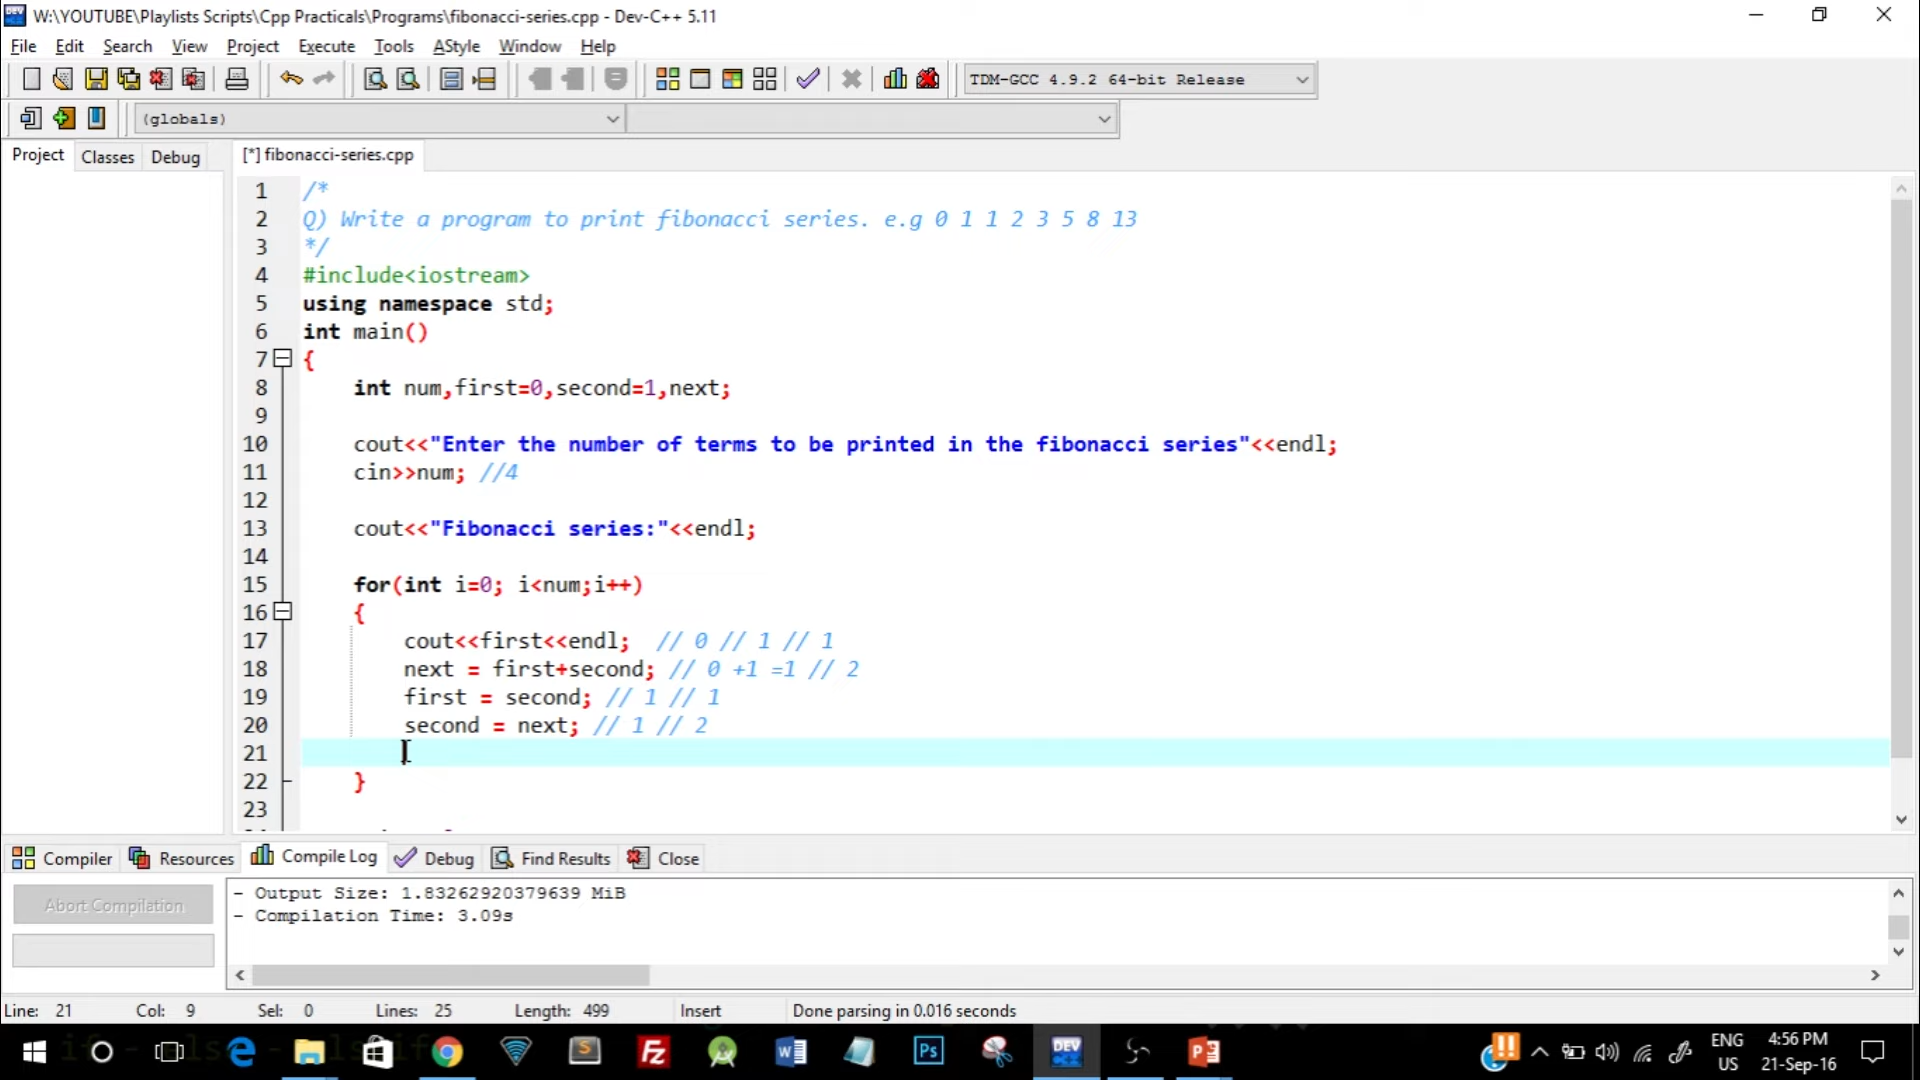 W:\YOUTUBE\Playlists Scripts\Cpp Practicals\Programs\fibonacci-series.cpp - Dev-C++ 5.11
File Edit Search View Project Execute Tools AStyle Window Help
TDM-GCC 4.9.2 64-bit Release
(globals)
Project Classes Debug [*] fibonacci-series.cpp
1 /*
2 Q) Write a program to print fibonacci series. e.g 0 1 1 2 3 5 8 13
3 */
4 #include<iostream>
5 using namespace std;
6 int main()
7 {
8 int num,first=0,second=1,next;
9
10 cout<<"Enter the number of terms to be printed in the fibonacci series"<<endl;
11 cin>>num; //4
12
13 cout<<"Fibonacci series:"<<endl;
14
15 for(int i=0; i<num;i++)
16 {
17 cout<<first<<endl; // 0 // 1 // 1
18 next = first+second; // 0 +1 =1 // 2
19 first = second; // 1 // 1
20 second = next; // 1 // 2
21
22 }
23
Compiler Resources Compile Log Debug Find Results Close
Abort Compilation
- Output Size: 1.83262920379639 MiB
- Compilation Time: 3.09s
Line: 21 Col: 9 Sel: 0 Lines: 25 Length: 499 Insert Done parsing in 0.016 seconds
ENG
US
4:56 PM
21-Sep-16